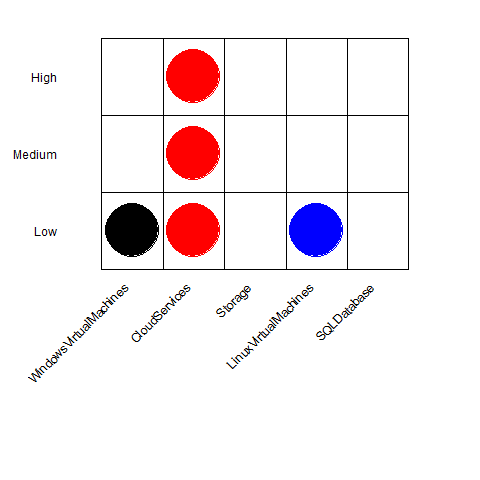 High
Medium
Low
WindowsVirtualMachines
CloudServices
Storage
LinuxVirtualMachines
SQLDatabase